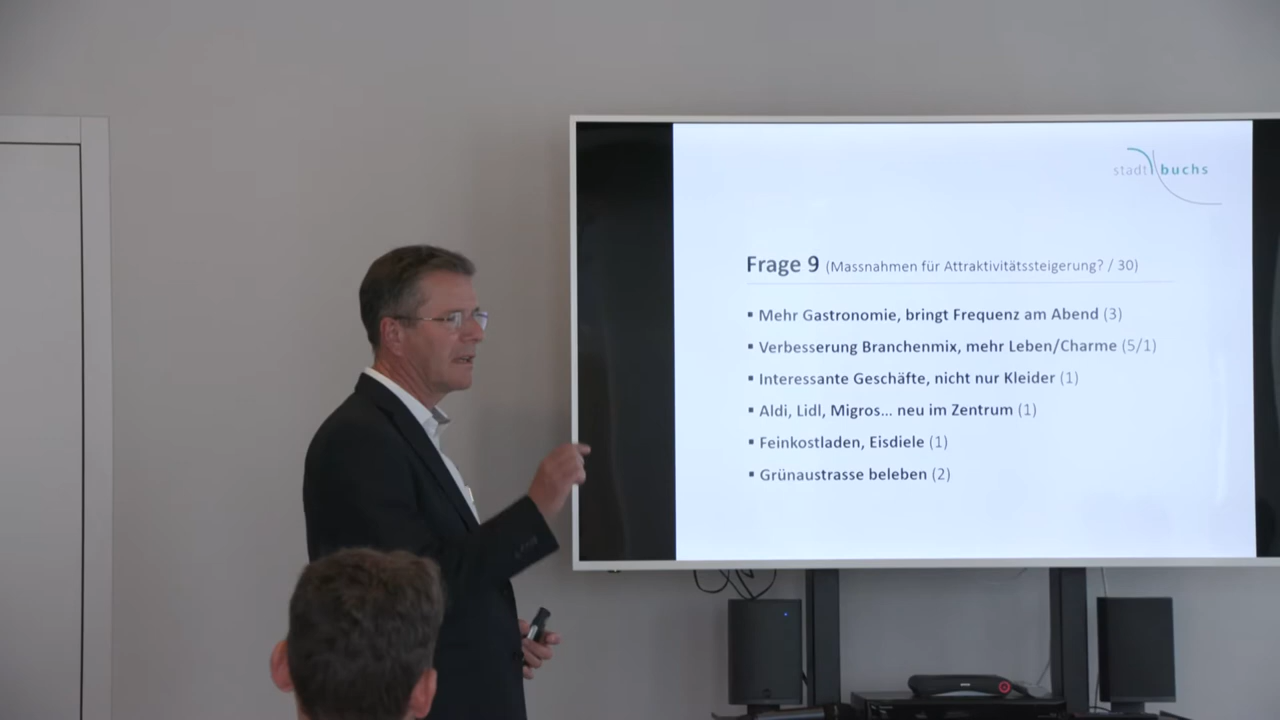 stadt buchs
Frage 9 (Massnahmen für Attraktivitätssteigerung? / 30)
▪ Mehr Gastronomie, bringt Frequenz am Abend (3)
▪ Verbesserung Branchenmix, mehr Leben/Charme (5/1)
▪ Interessante Geschäfte, nicht nur Kleider (1)
▪ Aldi, Lidl, Migros... neu im Zentrum (1)
▪ Feinkostladen, Eisdiele (1)
▪ Grünaustrasse beleben (2)